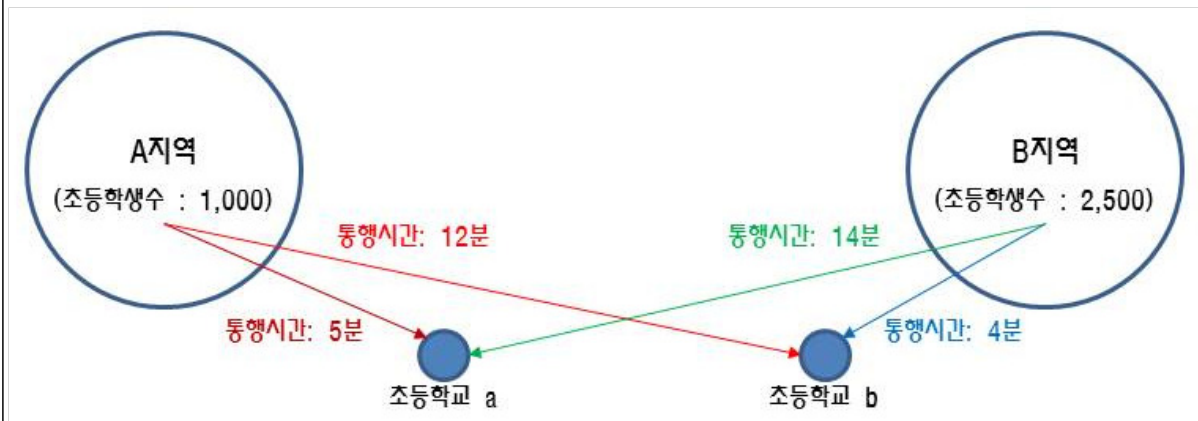 A지역
(초등학생수 : 1,000)
B지역
(초등학생수 : 2,500)
통행시간: 12분
통행시간: 14분
통행시간: 5분
통행시간: 4분
초등학교 a
초등학교 b